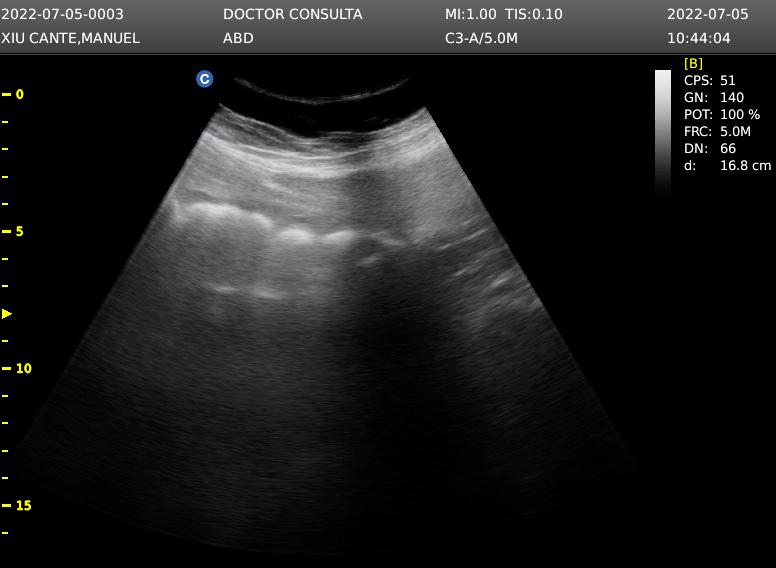 2022-07-05-0003 DOCTOR CONSULTA MI:1.00 TIS:0.10 2022-07-05
XIU CANTE,MANUEL ABD C3-A/5.0M 10:44:04
C
[B]
CPS: 51
GN: 140
POT: 100 %
FRC: 5.0M
DN: 66
d: 16.8 cm
0
5
10
15